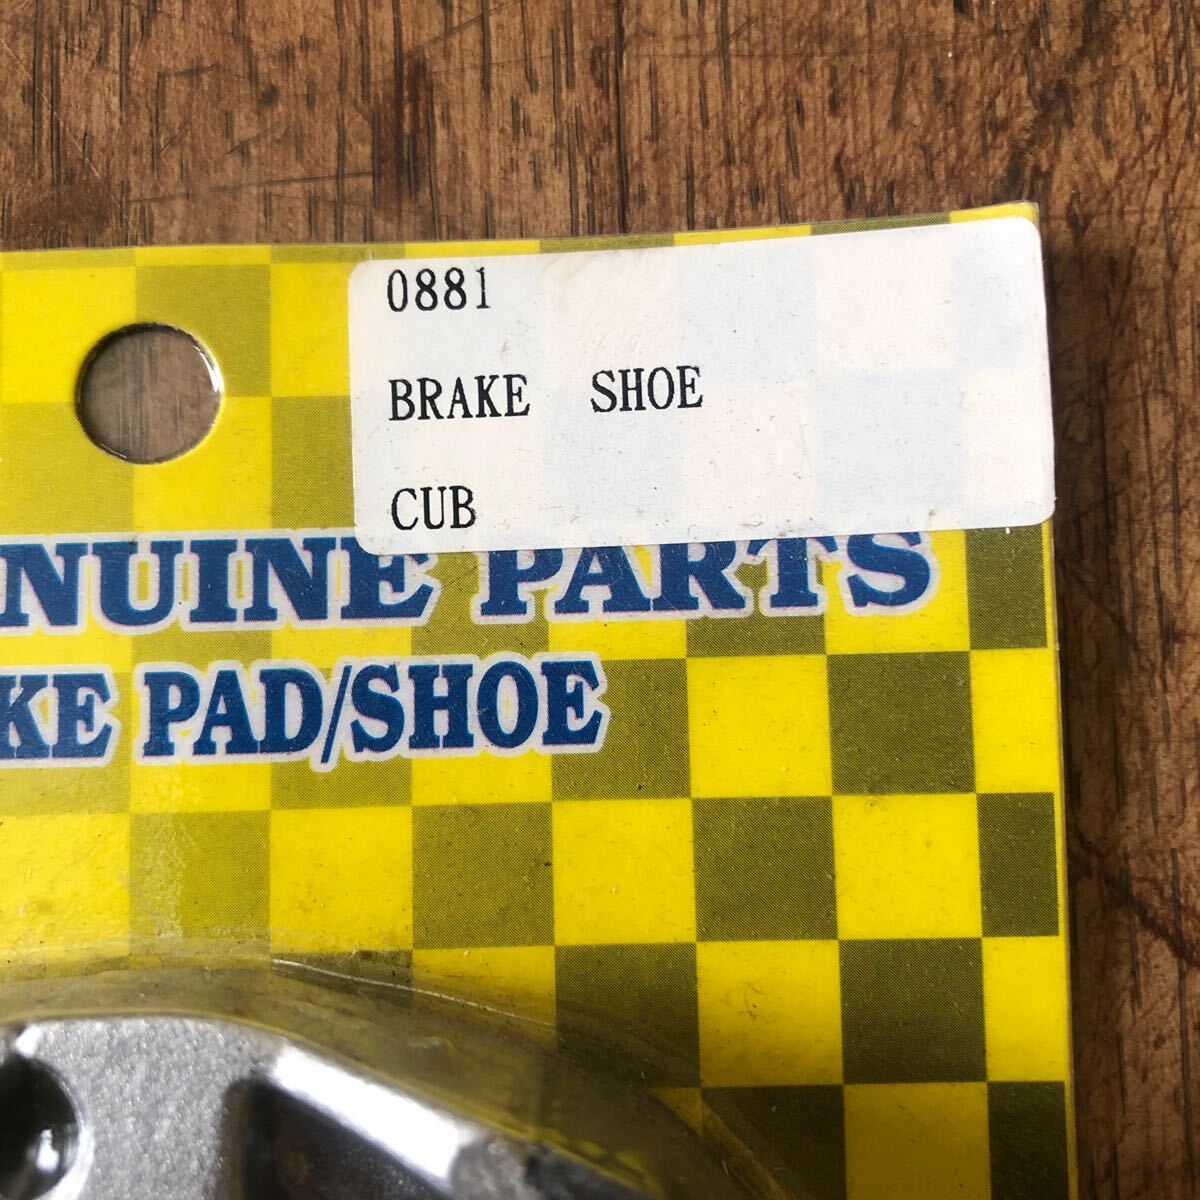 0881
BRAKE SHOE
CUB
NUINE PARTS
KE PAD/SHOE